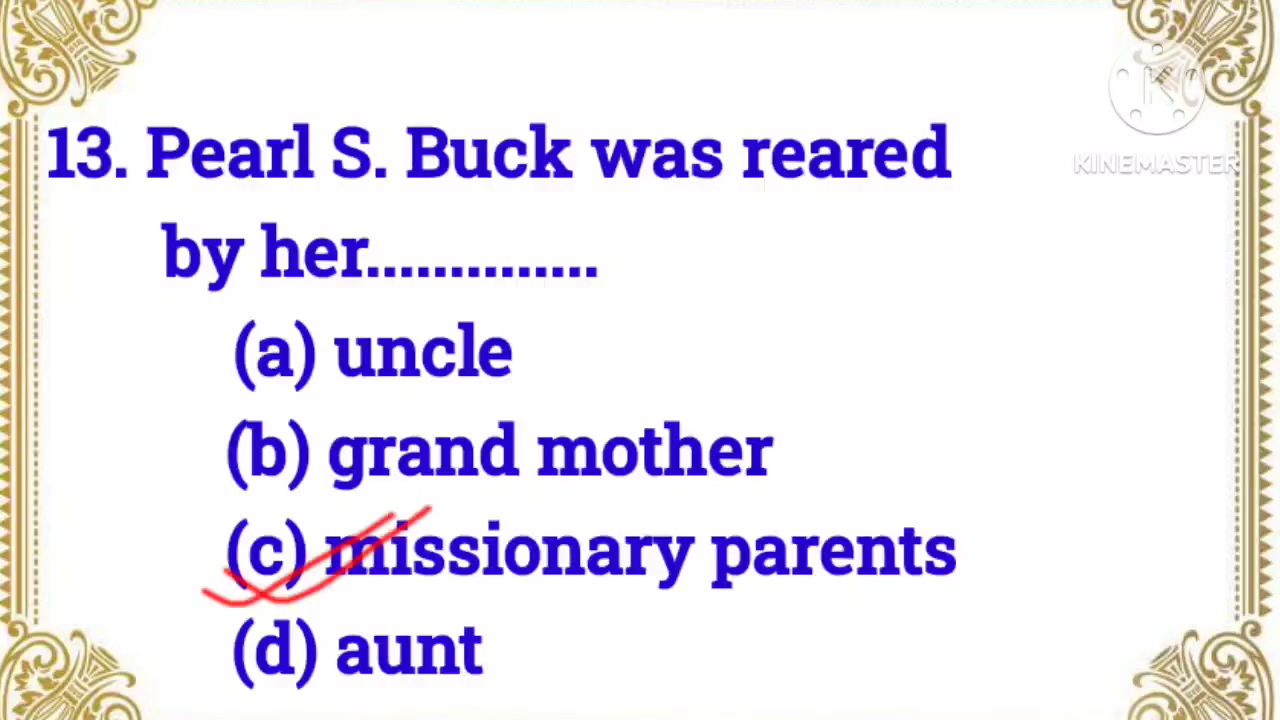 KINEMASTER
13. Pearl S. Buck was reared
by her..............
(a) uncle
(b) grand mother
(c) missionary parents
(d) aunt